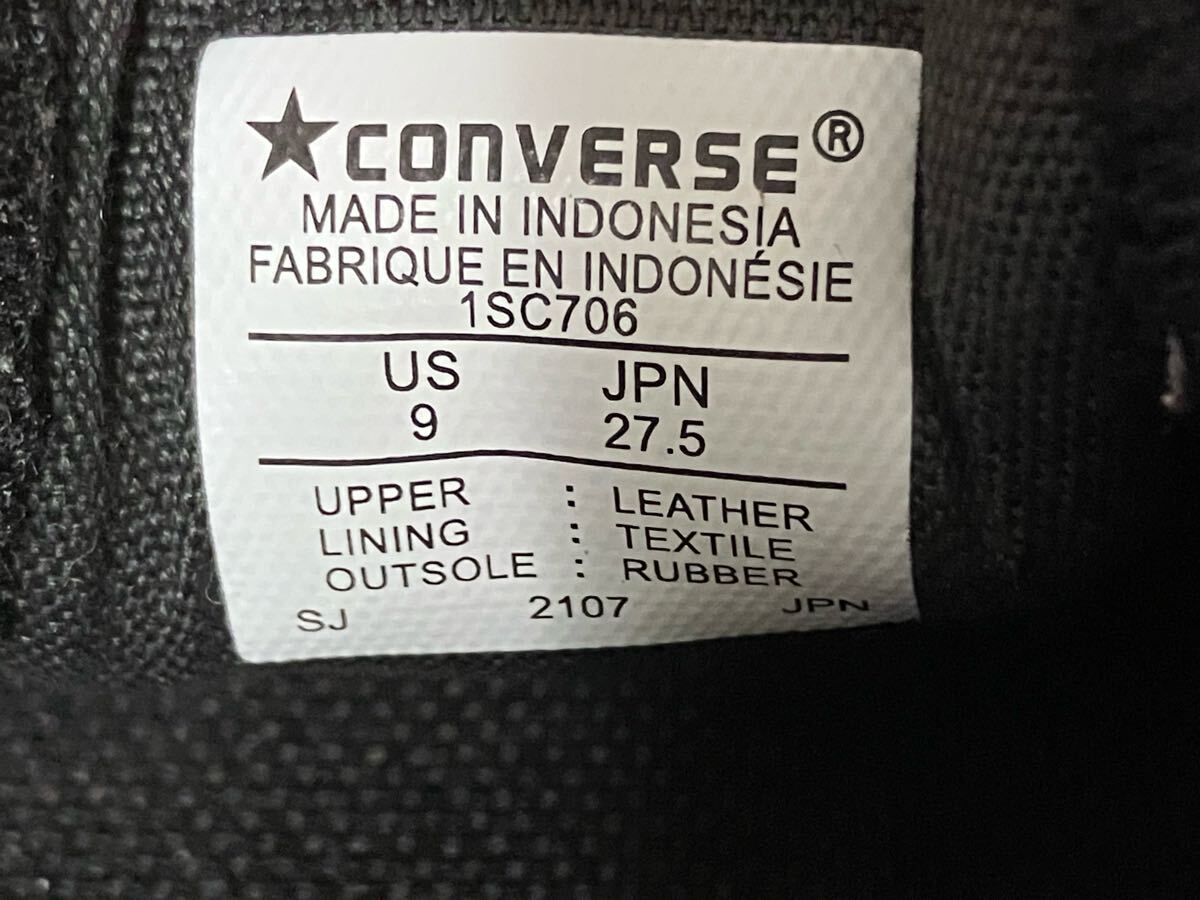 ★CONVERSE®
MADE IN INDONESIA
FABRIQUE EN INDONÉSIE
1SC706
US JPN
9 27.5
UPPER : LEATHER
LINING : TEXTILE
OUTSOLE : RUBBER
SJ 2107 JPN